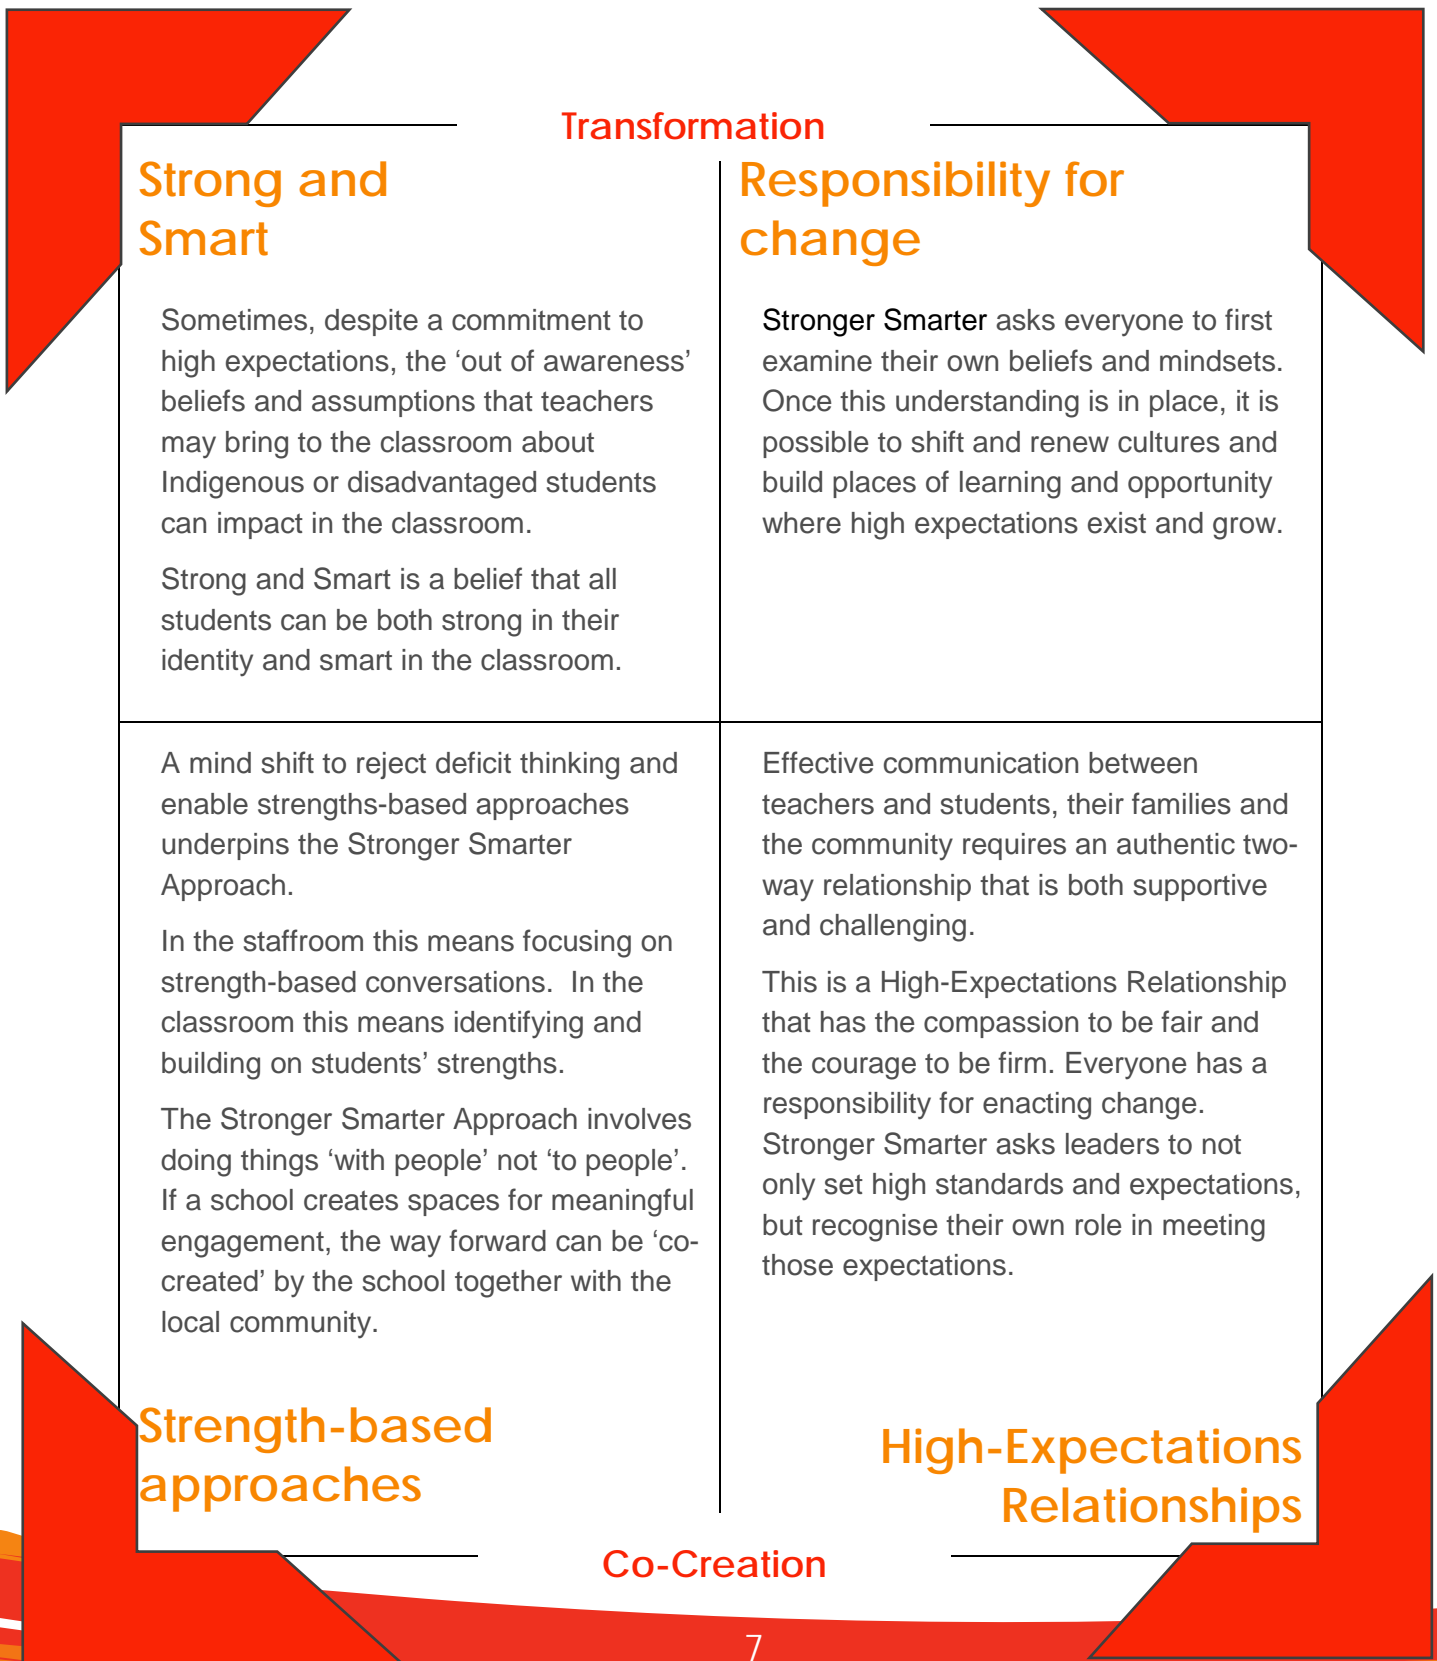 Transformation
Strong and
Smart
Sometimes, despite a commitment to
high expectations, the ‘out of awareness’
beliefs and assumptions that teachers
may bring to the classroom about
Indigenous or disadvantaged students
can impact in the classroom.
Strong and Smart is a belief that all
students can be both strong in their
identity and smart in the classroom.
Responsibility for
change
Stronger Smarter asks everyone to first
examine their own beliefs and mindsets.
Once this understanding is in place, it is
possible to shift and renew cultures and
build places of learning and opportunity
where high expectations exist and grow.
A mind shift to reject deficit thinking and
enable strengths-based approaches
underpins the Stronger Smarter
Approach.
In the staffroom this means focusing on
strength-based conversations.  In the
classroom this means identifying and
building on students’ strengths.
The Stronger Smarter Approach involves
doing things ‘with people’ not ‘to people’.
If a school creates spaces for meaningful
engagement, the way forward can be ‘co-
created’ by the school together with the
local community.
Strength-based
approaches
Effective communication between
teachers and students, their families and
the community requires an authentic two-
way relationship that is both supportive
and challenging.
This is a High-Expectations Relationship
that has the compassion to be fair and
the courage to be firm. Everyone has a
responsibility for enacting change.
Stronger Smarter asks leaders to not
only set high standards and expectations,
but recognise their own role in meeting
those expectations.
High-Expectations
Relationships
Co-Creation
7